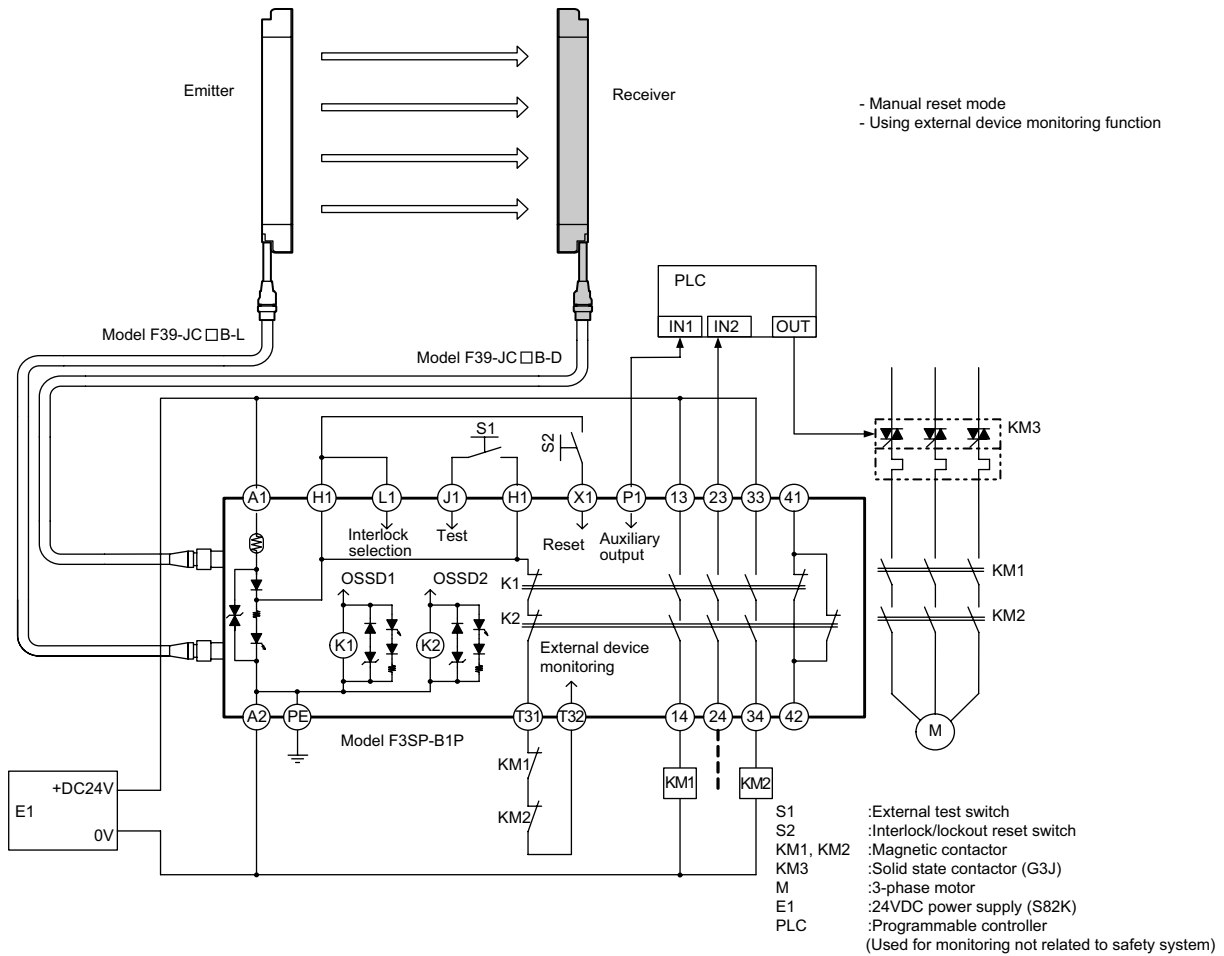 Emitter
Receiver
- Manual reset mode
- Using external device monitoring function
PLC
IN1 IN2 OUT
Model F39-JC□B-L
Model F39-JC□B-D
KM3
S1
S2
A1 H1 L1 J1 H1 X1 P1 13 23 33 41
Interlock
selection
Test
Reset
Auxiliary
output
OSSD1
OSSD2
K1
K2
K1
K2
External device
monitoring
KM1
KM2
M
A2 PE T31 T32 14 24 34 42
Model F3SP-B1P
KM1
KM2
KM1
KM2
E1
+DC24V
0V
S1 :External test switch
S2 :Interlock/lockout reset switch
KM1, KM2 :Magnetic contactor
KM3 :Solid state contactor (G3J)
M :3-phase motor
E1 :24VDC power supply (S82K)
PLC :Programmable controller
(Used for monitoring not related to safety system)